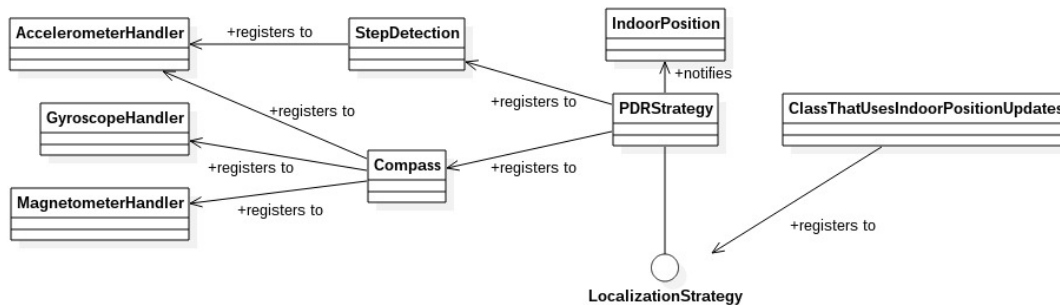 IndoorPosition
AccelerometerHandler
+registers to
StepDetection
+notifies
+registers to
+registers to
PDRStrategy
ClassThatUsesIndoorPositionUpdates
GyroscopeHandler
+registers to
Compass
+registers to
MagnetometerHandler
+registers to
+registers to
LocalizationStrategy